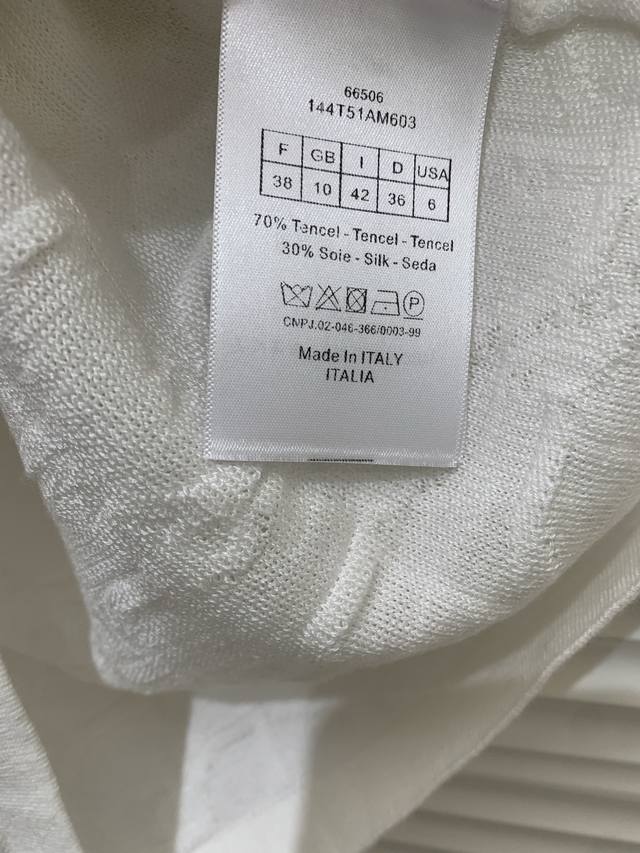 66506
144T51AM603
F GB I D USA
38 10 42 36 6
70% Tencel - Tencel - Tencel
30% Soie - Silk - Seda
P
CNPJ.02-046-366/0003-99
Made In ITALY
ITALIA